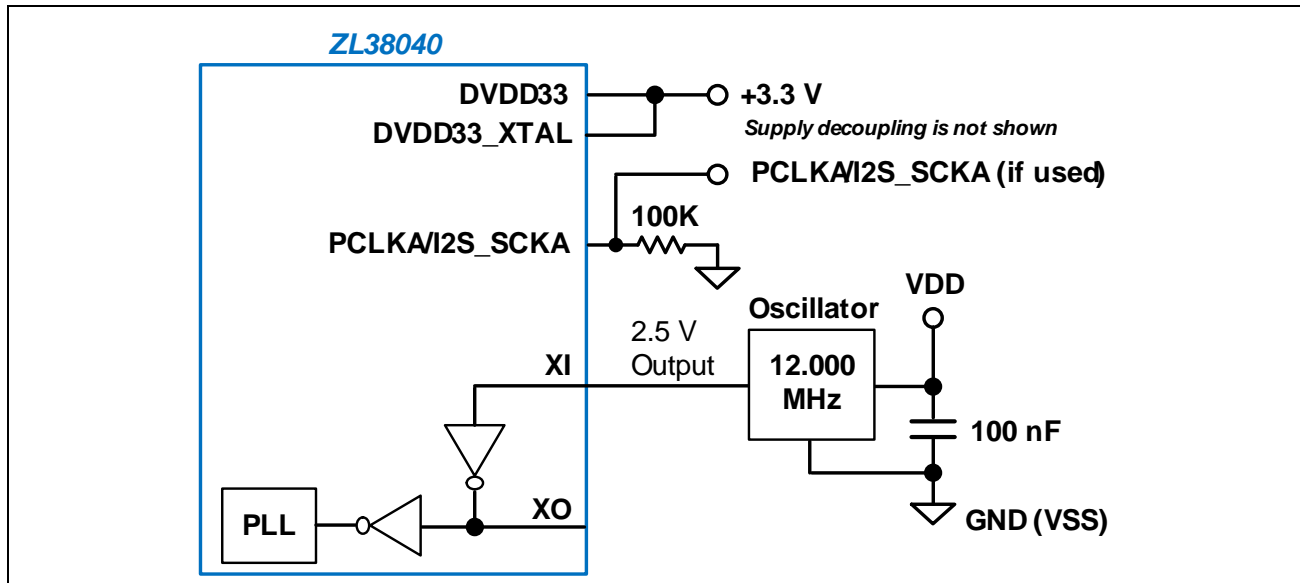 ZL38040
DVDD33
+3.3 V
DVDD33_XTAL
Supply decoupling is not shown
PCLKA/I2S_SCKA (if used)
100K
PCLKA/I2S_SCKA
VDD
Oscillator
2.5 V
Output
XI
12.000
MHz
100 nF
XO
PLL
GND (VSS)